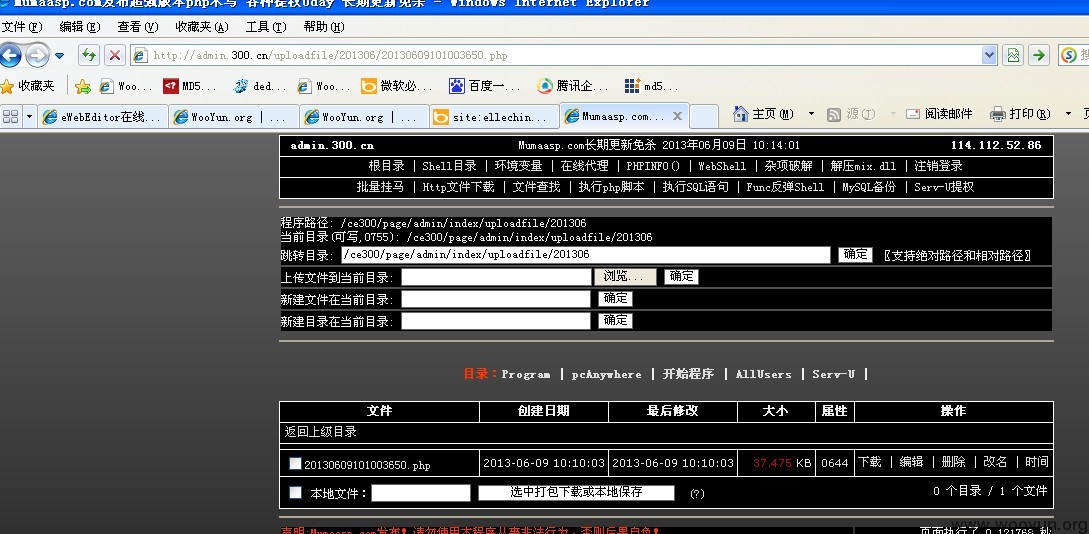 Mumaasp.com发布超强版本php木马 各种提权0day 长期更新免杀 - Windows Internet Explorer
文件(F) 编辑(E) 查看(V) 收藏夹(A) 工具(T) 帮助(H)
http://admin.300.cn/uploadfile/201306/20130609101003650.php
收藏夹 Woo... MD5... ded... Woo... 微软必... 百度一... 腾讯企... md5...
eWebEditor在线... WooYun.org | ... WooYun.org | ... site:ellechin... Mumaasp.com... 主页(M) 源(J) 阅读邮件 打印(R)
admin.300.cn Mumaasp.com长期更新免杀 2013年06月09日 10:14:01 114.112.52.86
根目录 | Shell目录 | 环境变量 | 在线代理 | PHPINFO() | WebShell | 杂项破解 | 解压mix.dll | 注销登录
批量挂马 | Http文件下载 | 文件查找 | 执行php脚本 | 执行SQL语句 | Func反弹Shell | MySQL备份 | Serv-U提权
程序路径: /ce300/page/admin/index/uploadfile/201306
当前目录(可写,0755): /ce300/page/admin/index/uploadfile/201306
跳转目录: /ce300/page/admin/index/uploadfile/201306 确定 〖支持绝对路径和相对路径〗
上传文件到当前目录: 浏览... 确定
新建文件在当前目录: 确定
新建目录在当前目录: 确定
目录：Program | pcAnywhere | 开始程序 | AllUsers | Serv-U |
文件 创建日期 最后修改 大小 属性 操作
返回上级目录
20130609101003650.php 2013-06-09 10:10:03 2013-06-09 10:10:03 37.475 KB 0644 下载 | 编辑 | 删除 | 改名 | 时间
本地文件: 选中打包下载或本地保存 (?) 0 个目录 / 1 个文件
声明:Mumaasp.com发布! 请勿使用本程序从事非法行为，否则后果自负! 页面执行了 0.121768 秒
www.wooyun.org